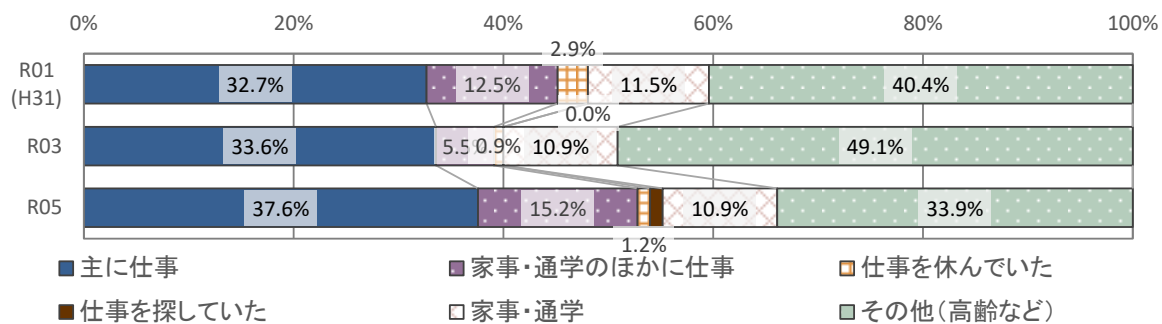 0% 20% 40% 60% 80% 100%
2.9%
R01
(H31)
32.7% 12.5% 11.5% 40.4%
0.0%
R03 33.6% 5.5% 0.9% 10.9% 49.1%
R05 37.6% 15.2% 10.9% 33.9%
1.2%
主に仕事 家事・通学のほかに仕事 仕事を休んでいた
仕事を探していた 家事・通学 その他(高齢など)